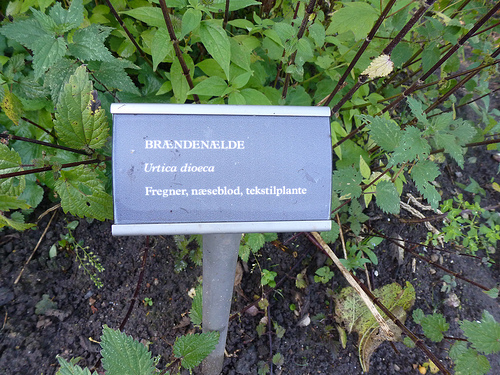 BRÆNDENÆLDE
Urtica dioeca
Fregner, næseblod, tekstilplante